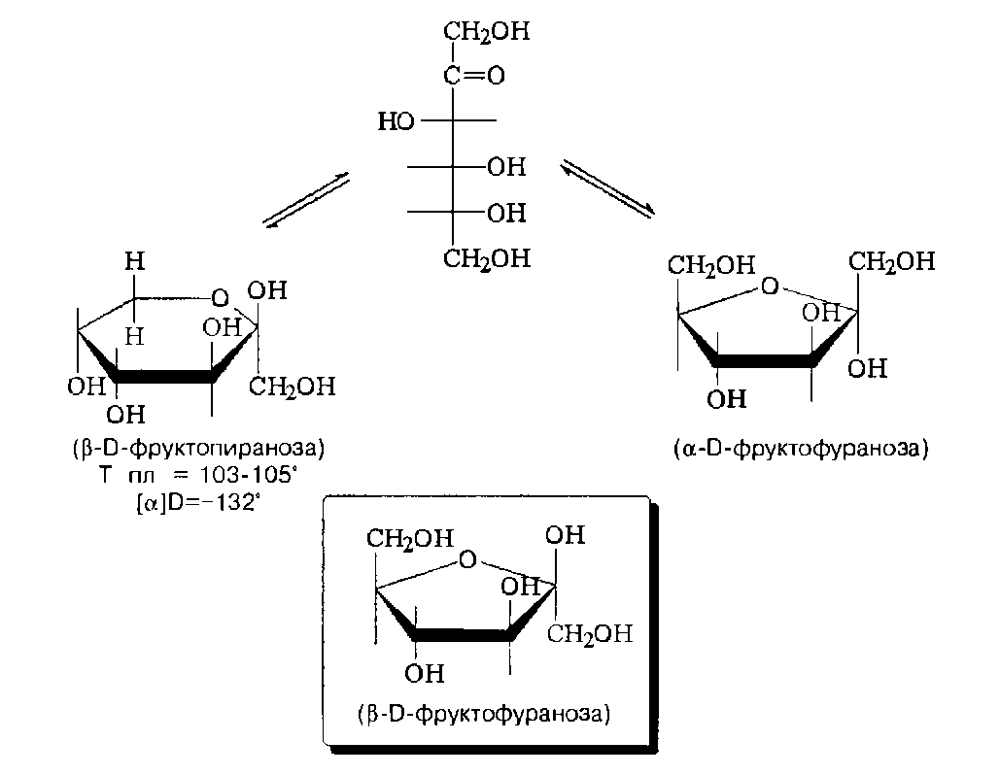 CH2OH
C=O
HO
OH
OH
CH2OH
H
O OH
H OH
OH CH2OH
OH
(β-D-фруктопираноза)
Т пл = 103-105°
[α]D=-132°
CH2OH CH2OH
O
OH
OH
OH
(α-D-фруктофураноза)
CH2OH OH
O
OH
CH2OH
OH
(β-D-фруктофураноза)